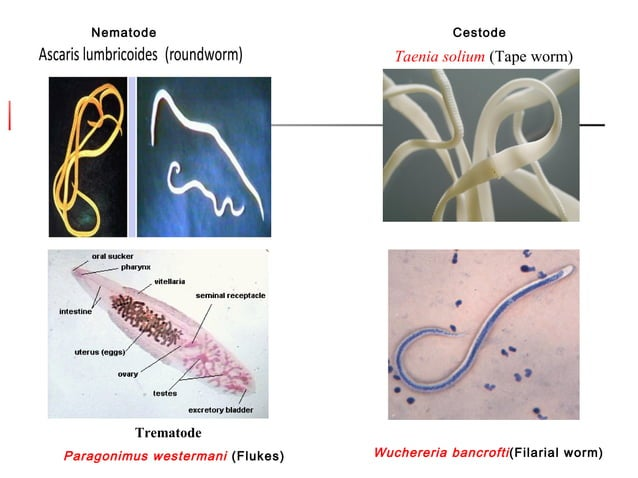 Nematode
Ascaris lumbricoides (roundworm)
Cestode
Taenia solium (Tape worm)
oral sucker
pharynx
vitellaria
seminal receptacle
intestine
uterus (eggs)
ovary
testes
excretory bladder
Trematode
Paragonimus westermani (Flukes)
Wuchereria bancrofti(Filarial worm)